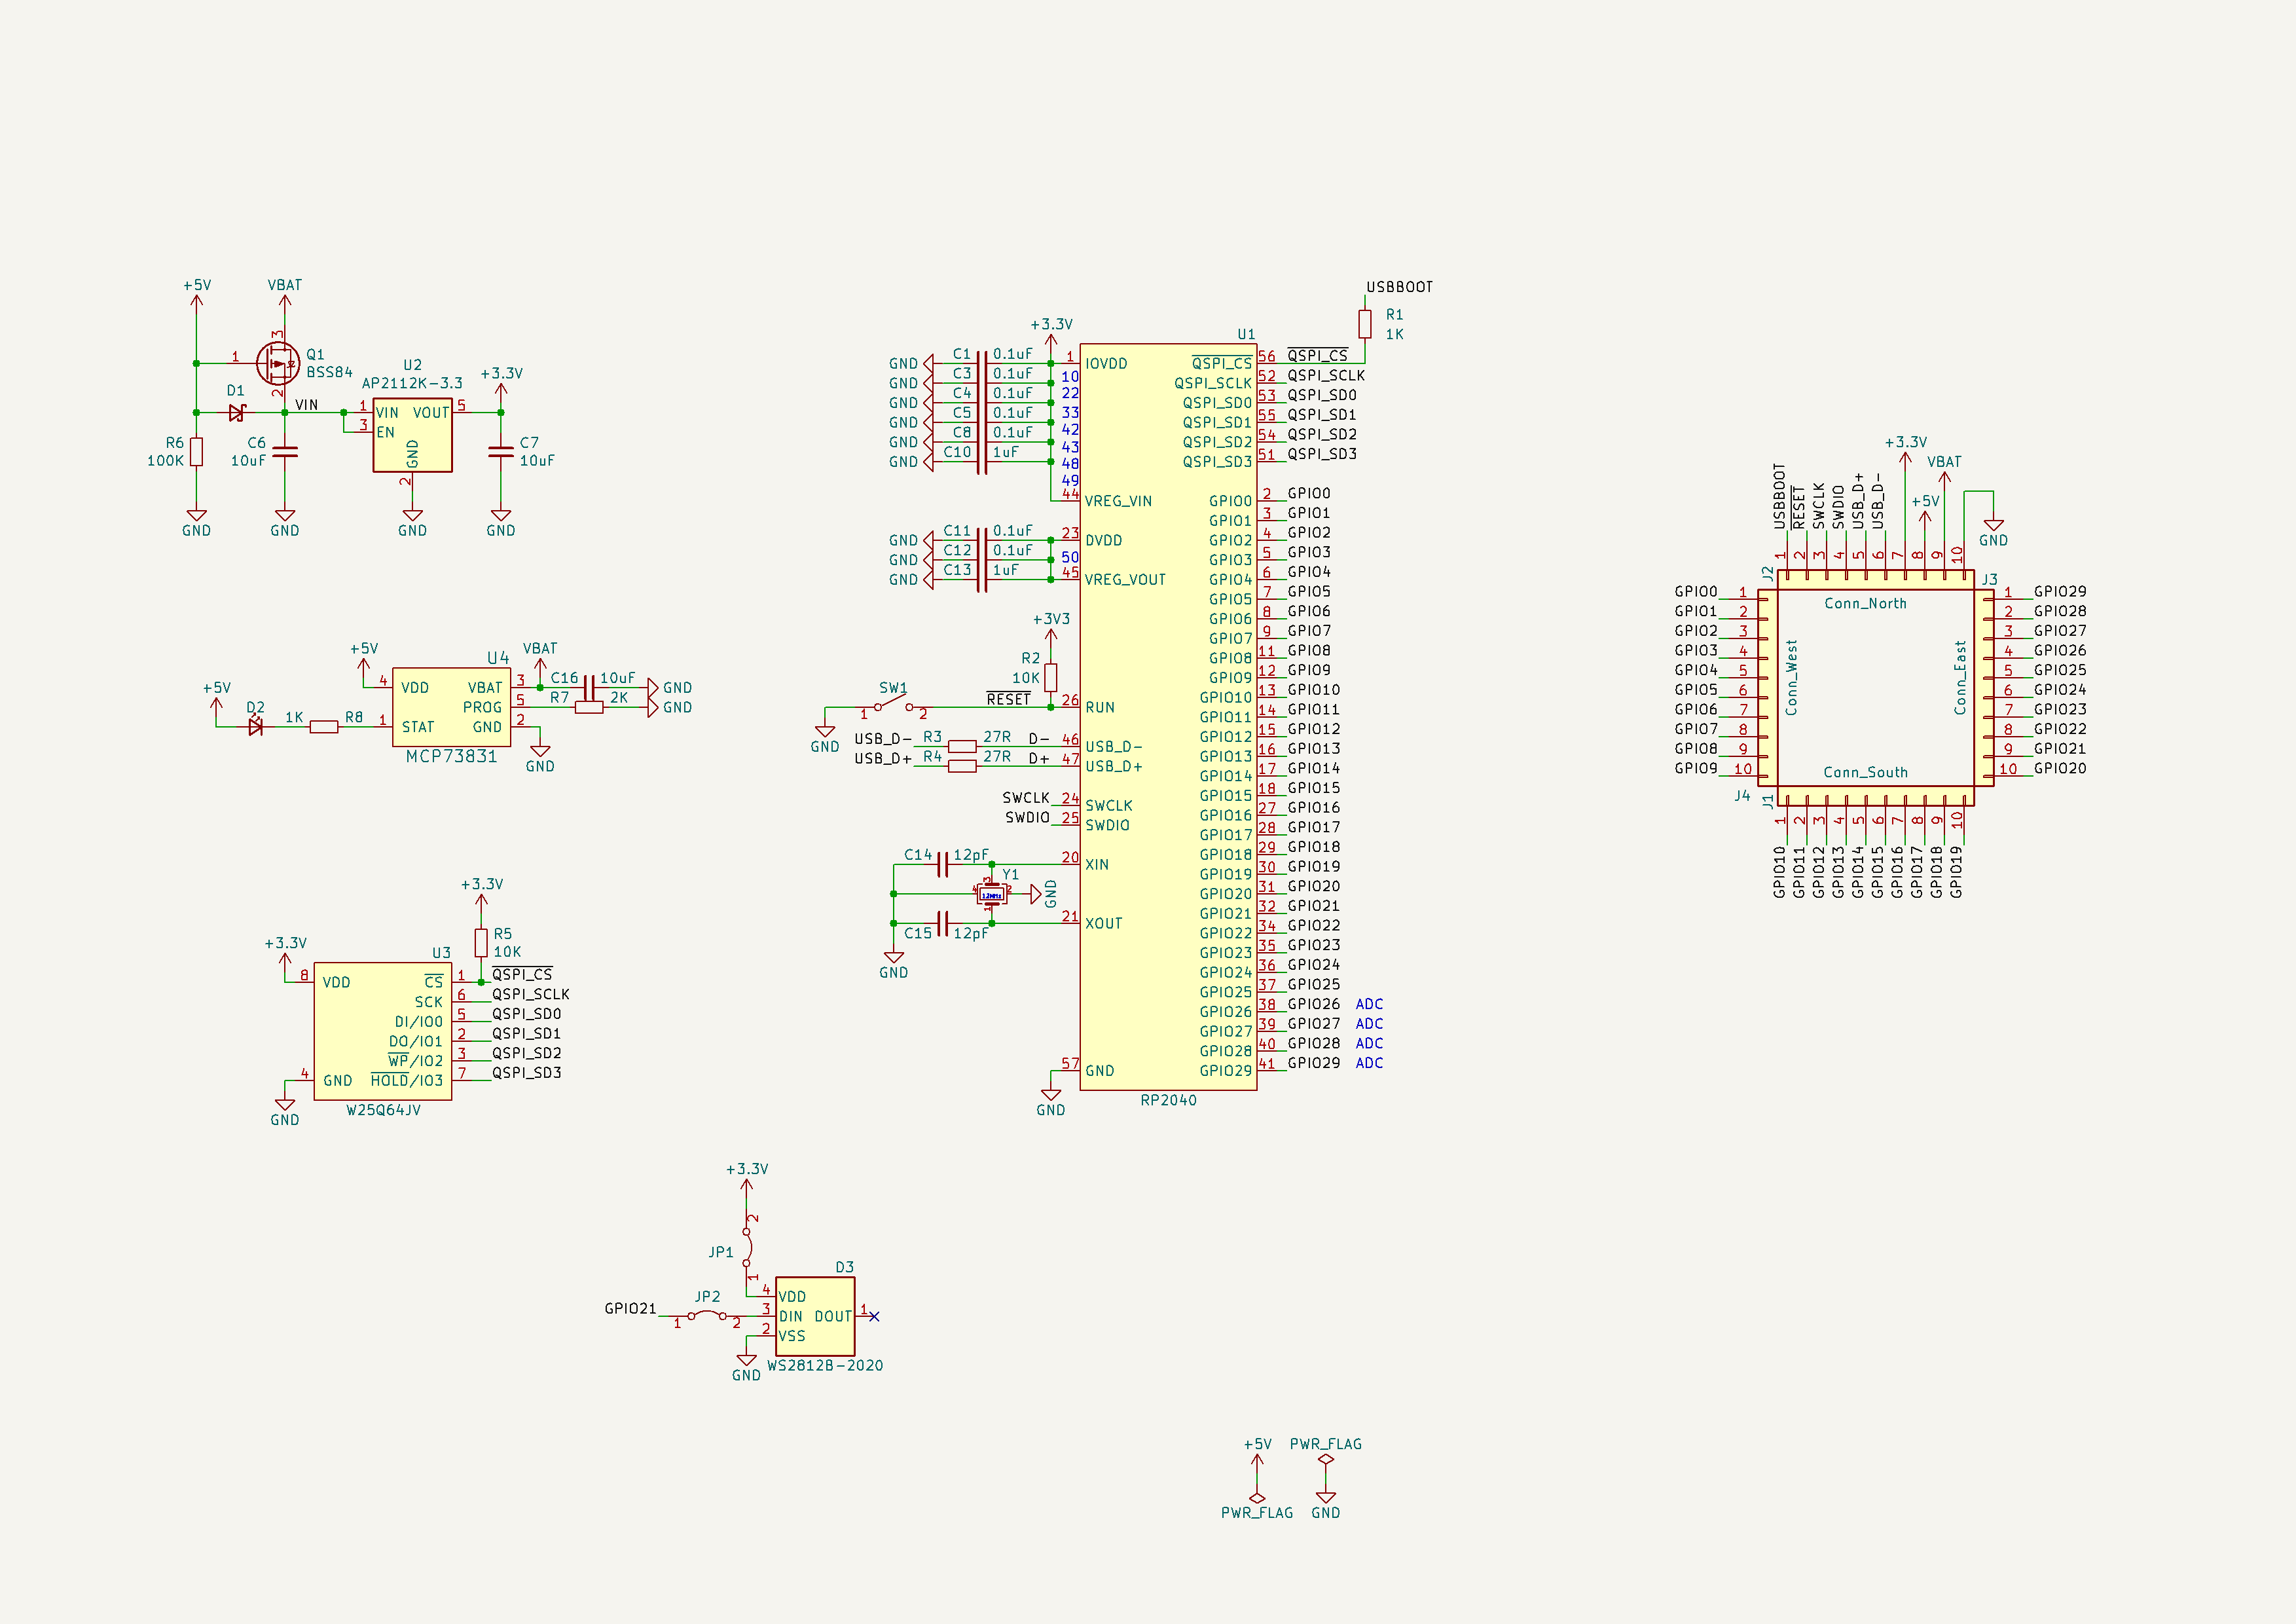 +5V
VBAT
1
3
2
Q1
BSS84
D1
VIN
R6
100K
C6
10uF
U2
AP2112K-3.3
1 VIN VOUT 5
3 EN
GND
2
+3.3V
C7
10uF
GND
GND
GND
GND
+5V
D2
1K
R8
+5V
U4
4 VDD VBAT 3
PROG 5
1 STAT GND 2
MCP73831
VBAT
C16 10uF GND
R7 2K GND
GND
+3.3V
+3.3V
R5
10K
U3
8 VDD CS 1 QSPI_CS
SCK 6 QSPI_SCLK
DI/IO0 5 QSPI_SD0
DO/IO1 2 QSPI_SD1
WP/IO2 3 QSPI_SD2
4 GND HOLD/IO3 7 QSPI_SD3
W25Q64JV
GND
+3.3V
2
JP1
1
D3
GPIO21
1
JP2
2
4 VDD
3 DIN DOUT 1
2 VSS
WS2812B-2020
GND
USBBOOT
R1
1K
+3.3V
U1
GND C1 0.1uF 1 IOVDD
GND C3 0.1uF 10
GND C4 0.1uF 22
GND C5 0.1uF 33
GND C8 0.1uF 42
GND C10 1uF 43
48
49
44 VREG_VIN
GND C11 0.1uF 23 DVDD
GND C12 0.1uF 50
GND C13 1uF 45 VREG_VOUT
+3V3
R2
10K
SW1
1
2
RESET
26 RUN
GND
USB_D- R3 27R D- 46 USB_D-
USB_D+ R4 27R D+ 47 USB_D+
SWCLK 24 SWCLK
SWDIO 25 SWDIO
C14 12pF 20 XIN
Y1
3
4
12MHz
2
1
GND
C15 12pF 21 XOUT
GND
57 GND
GND
RP2040
QSPI_CS 56 QSPI_CS
QSPI_SCLK 52 QSPI_SCLK
QSPI_SD0 53 QSPI_SD0
QSPI_SD1 55 QSPI_SD1
QSPI_SD2 54 QSPI_SD2
QSPI_SD3 51 QSPI_SD3
GPIO0 2 GPIO0
GPIO1 3 GPIO1
GPIO2 4 GPIO2
GPIO3 5 GPIO3
GPIO4 6 GPIO4
GPIO5 7 GPIO5
GPIO6 8 GPIO6
GPIO7 9 GPIO7
GPIO8 11 GPIO8
GPIO9 12 GPIO9
GPIO10 13 GPIO10
GPIO11 14 GPIO11
GPIO12 15 GPIO12
GPIO13 16 GPIO13
GPIO14 17 GPIO14
GPIO15 18 GPIO15
GPIO16 27 GPIO16
GPIO17 28 GPIO17
GPIO18 29 GPIO18
GPIO19 30 GPIO19
GPIO20 31 GPIO20
GPIO21 32 GPIO21
GPIO22 34 GPIO22
GPIO23 35 GPIO23
GPIO24 36 GPIO24
GPIO25 37 GPIO25
GPIO26 38 GPIO26 ADC
GPIO27 39 GPIO27 ADC
GPIO28 40 GPIO28 ADC
GPIO29 41 GPIO29 ADC
USBBOOT 1
RESET 2
SWCLK 3
SWDIO 4
USB_D+ 5
USB_D- 6
+3.3V 7
+5V 8
VBAT 9
10
GND
J2
J3
Conn_North
Conn_West
Conn_East
Conn_South
GPIO0 1
GPIO1 2
GPIO2 3
GPIO3 4
GPIO4 5
GPIO5 6
GPIO6 7
GPIO7 8
GPIO8 9
GPIO9 10
1 GPIO29
2 GPIO28
3 GPIO27
4 GPIO26
5 GPIO25
6 GPIO24
7 GPIO23
8 GPIO22
9 GPIO21
10 GPIO20
J4
J1
GPIO10 1
GPIO11 2
GPIO12 3
GPIO13 4
GPIO14 5
GPIO15 6
GPIO16 7
GPIO17 8
GPIO18 9
GPIO19 10
+5V
PWR_FLAG
PWR_FLAG
GND